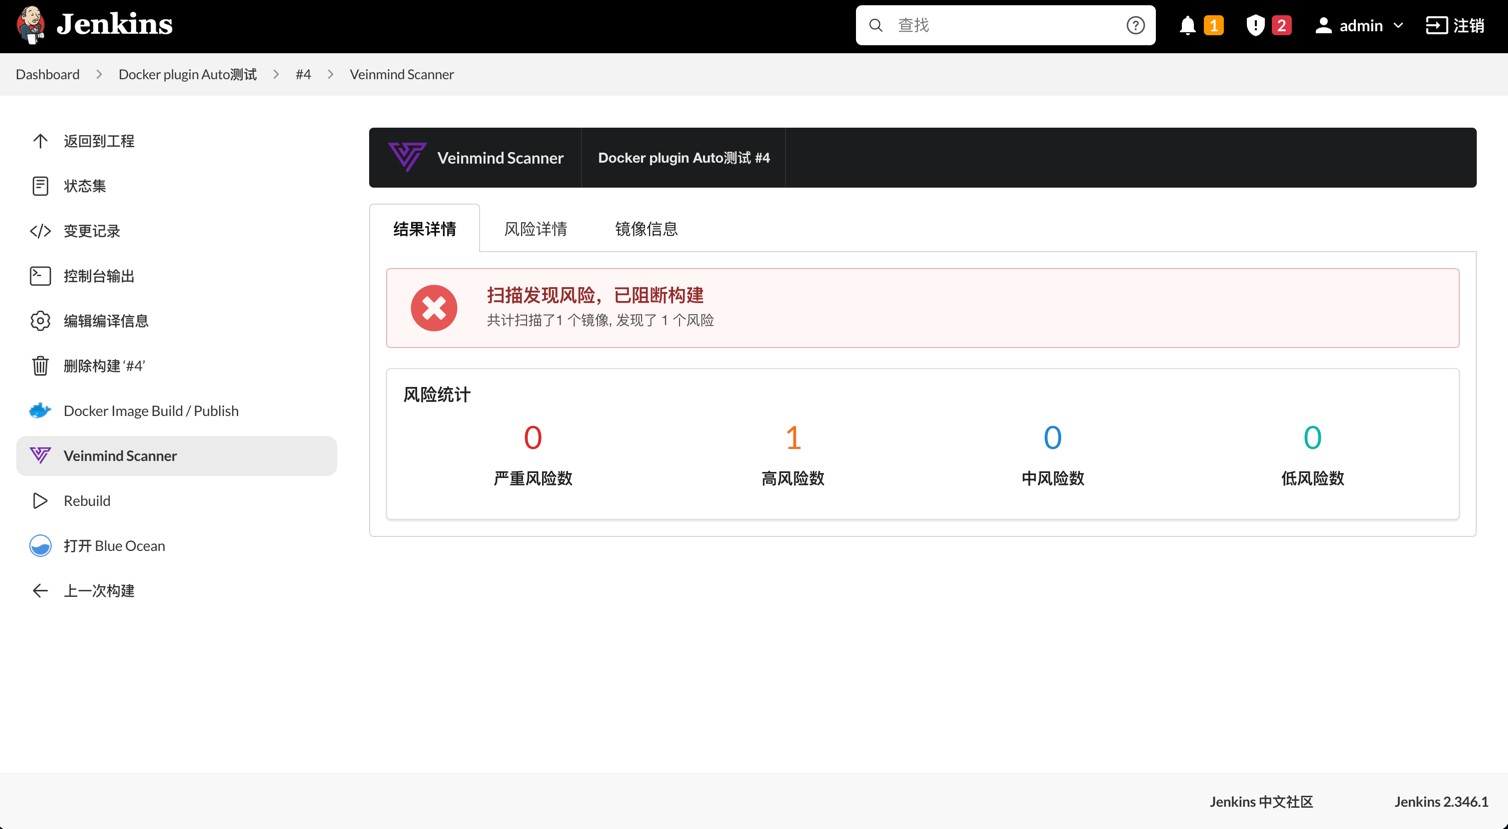 Jenkins
查找
1
2
admin
注销
Dashboard
Docker plugin Auto测试
#4
Veinmind Scanner
返回到工程
状态集
变更记录
控制台输出
编辑编译信息
删除构建 ‘#4’
Docker Image Build / Publish
Veinmind Scanner
Rebuild
打开 Blue Ocean
上一次构建
Veinmind Scanner
Docker plugin Auto测试 #4
结果详情
风险详情
镜像信息
扫描发现风险，已阻断构建
共计扫描了1 个镜像, 发现了 1 个风险
风险统计
0
1
0
0
严重风险数
高风险数
中风险数
低风险数
Jenkins 中文社区
Jenkins 2.346.1